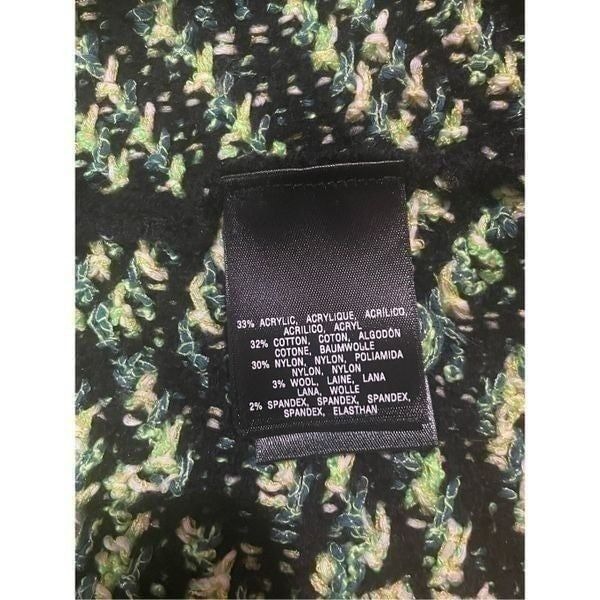 33% ACRYLIC, ACRYLIQUE, ACRÍLICO,
ACRILICO, ACRYL
32% COTTON, COTON, ALGODÓN
COTONE, BAUMWOLLE
30% NYLON, NYLON, POLIAMIDA
NYLON, NYLON
3% WOOL, LAINE, LANA
LANA, WOLLE
2% SPANDEX, SPANDEX, SPANDEX,
SPANDEX, ELASTHAN